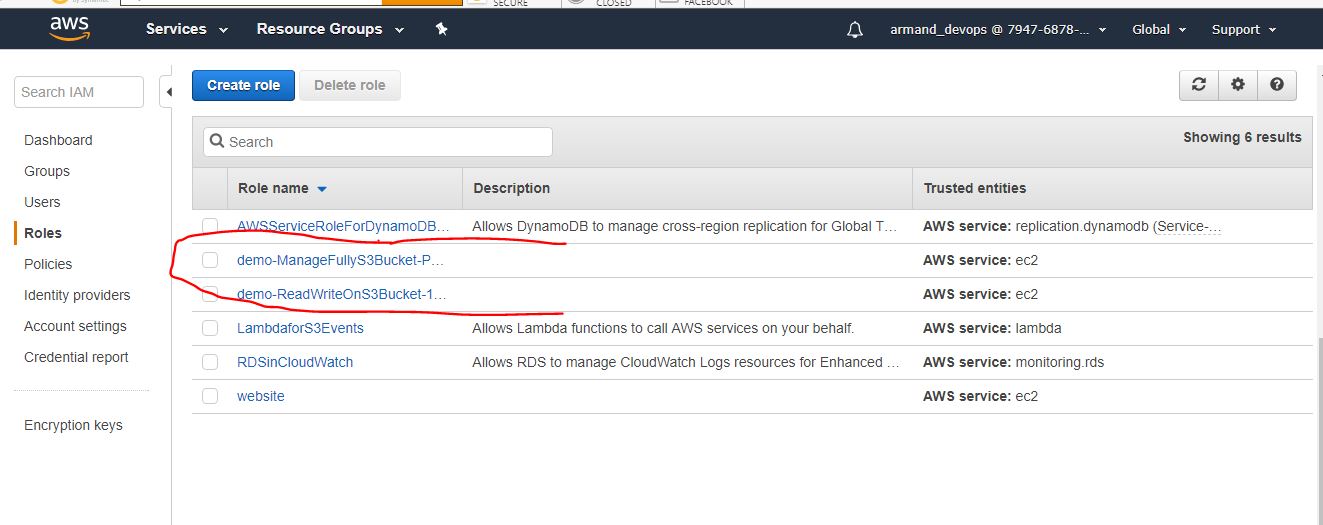 SECURE CLOSED FACEBOOK
aws Services Resource Groups armand_devops @ 7947-6878-... Global Support
Search IAM
Create role Delete role
Search
Showing 6 results
Dashboard
Groups
Users
Roles
Policies
Identity providers
Account settings
Credential report
Encryption keys
Role name Description Trusted entities
AWSServiceRoleForDynamoDB... Allows DynamoDB to manage cross-region replication for Global T... AWS service: replication.dynamodb (Service-...
demo-ManageFullyS3Bucket-P... AWS service: ec2
demo-ReadWriteOnS3Bucket-1... AWS service: ec2
LambdaforS3Events Allows Lambda functions to call AWS services on your behalf. AWS service: lambda
RDSinCloudWatch Allows RDS to manage CloudWatch Logs resources for Enhanced ... AWS service: monitoring.rds
website AWS service: ec2